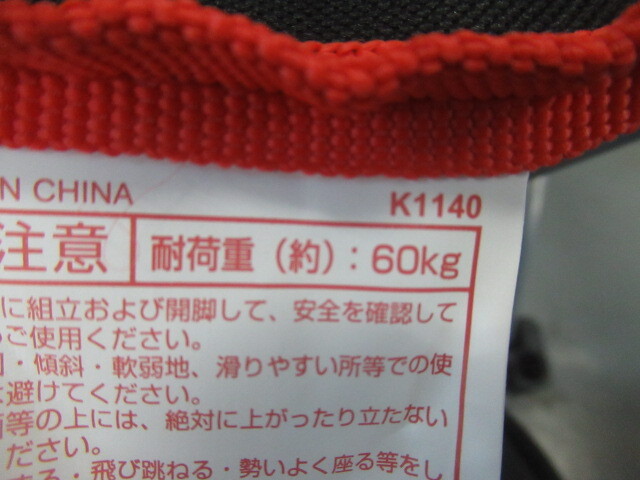 N CHINA
K1140
注意
耐荷重（約）：60kg
に組立および開脚して、安全を確認して
ご使用ください。
・傾斜・軟弱地、滑りやすい所等での使
避けてください。
等の上には、絶対に上がったり立たない
ださい。
する・飛び跳ねる・勢いよく座る等をし